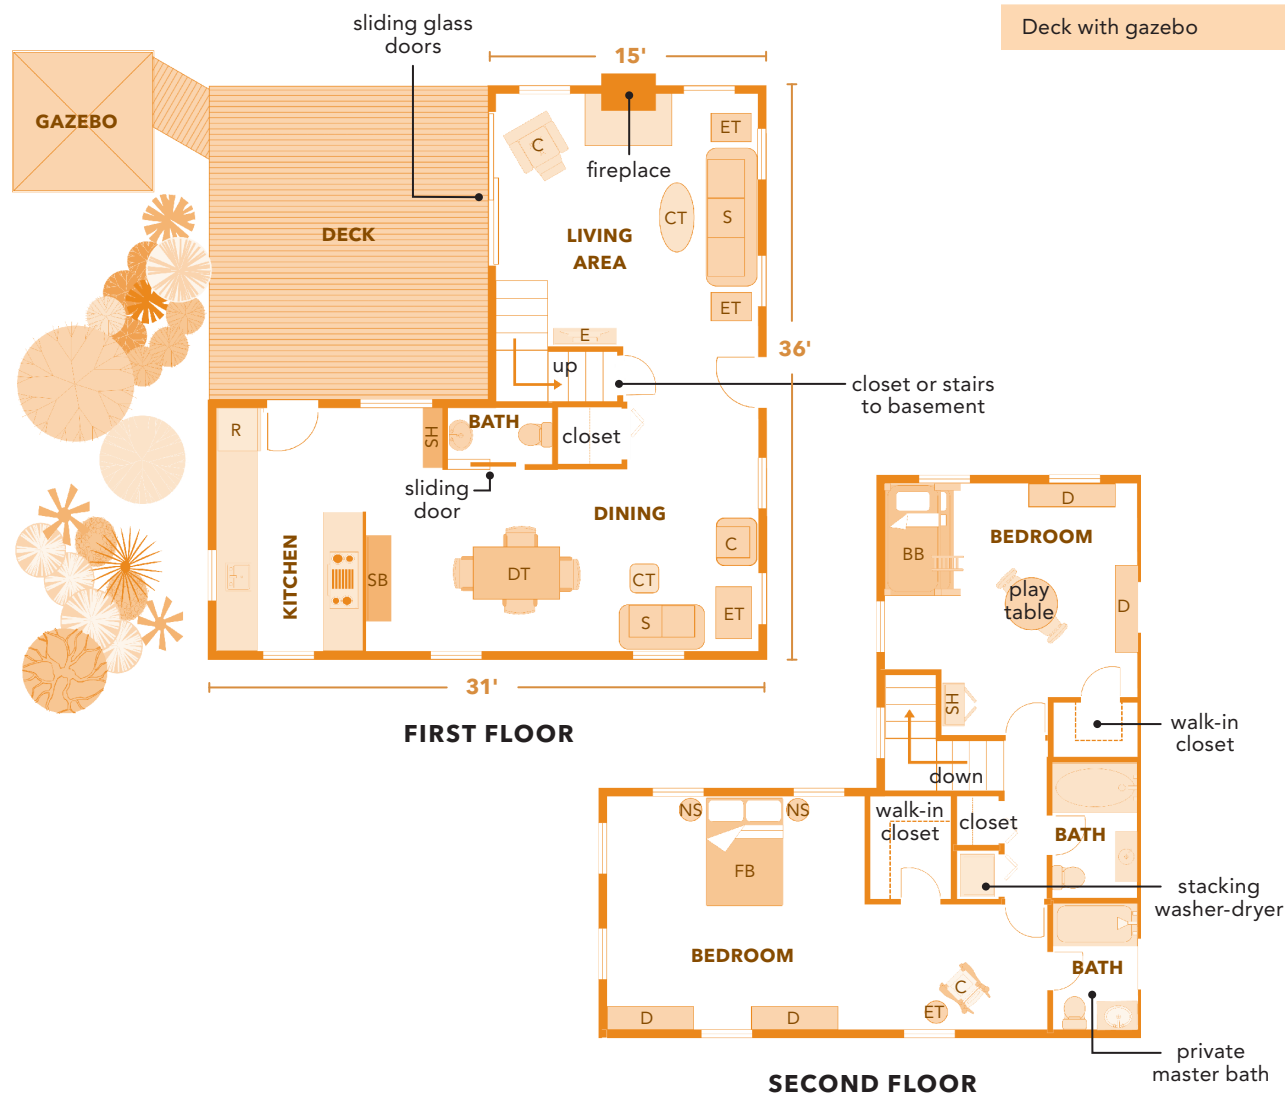 Deck with gazebo
sliding glass
doors
15'
GAZEBO
C
ET
fireplace
DECK
LIVING
AREA
CT
S
ET
E
36'
up
closet or stairs
to basement
R
SH
BATH
closet
sliding
door
DINING
KITCHEN
SB
DT
C
CT
ET
S
31'
FIRST FLOOR
D
BEDROOM
BB
play
table
D
SH
walk-in
closet
down
NS
NS
walk-in
closet
closet
BATH
FB
stacking
washer-dryer
BEDROOM
BATH
C
ET
D
D
private
master bath
SECOND FLOOR